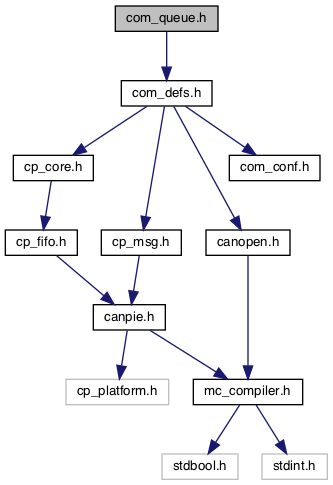 com_queue.h
com_defs.h
cp_core.h
com_conf.h
cp_fifo.h
cp_msg.h
canopen.h
canpie.h
cp_platform.h
mc_compiler.h
stdbool.h
stdint.h